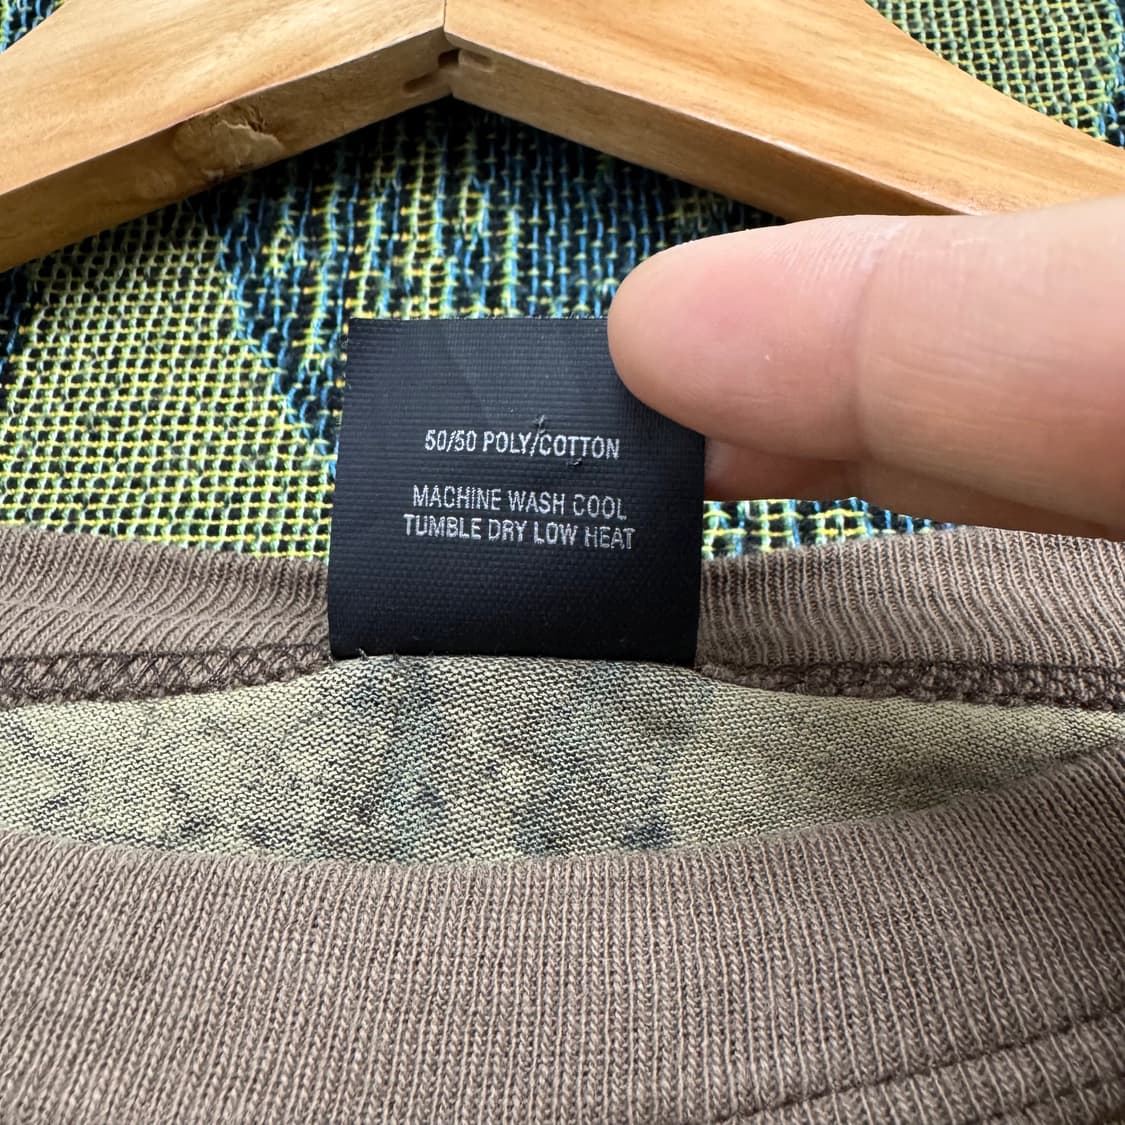 50/50 POLY/COTTON
MACHINE WASH COOL
TUMBLE DRY LOW HEAT